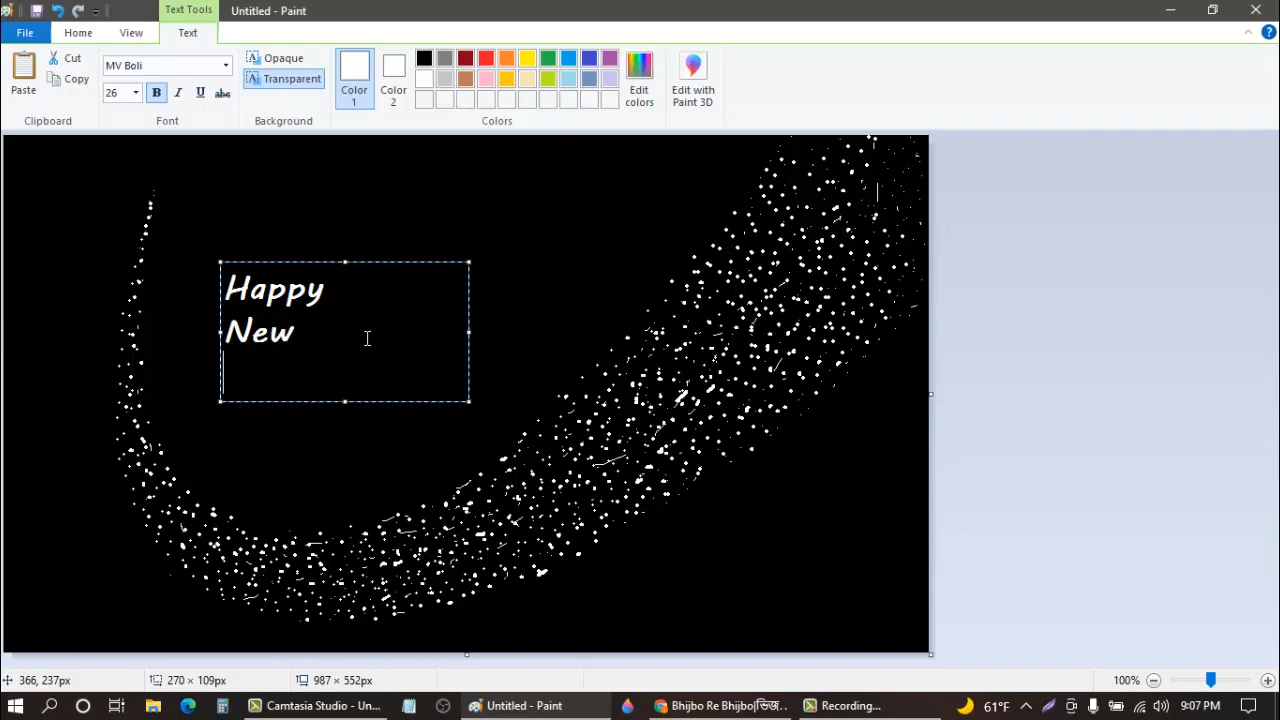 Text Tools
Untitled - Paint
File
Home
View
Text
Paste
Cut
Copy
Clipboard
MV Boli
26
B
I
U
abc
Font
Opaque
Transparent
Background
Color 1
Color 2
Edit colors
Colors
Edit with Paint 3D
Happy
New
366, 237px
270 × 109px
987 × 552px
100%
Camtasia Studio - Un...
Untitled - Paint
Bhijbo Re Bhijbo|ভিজ...
Recording...
61°F
9:07 PM